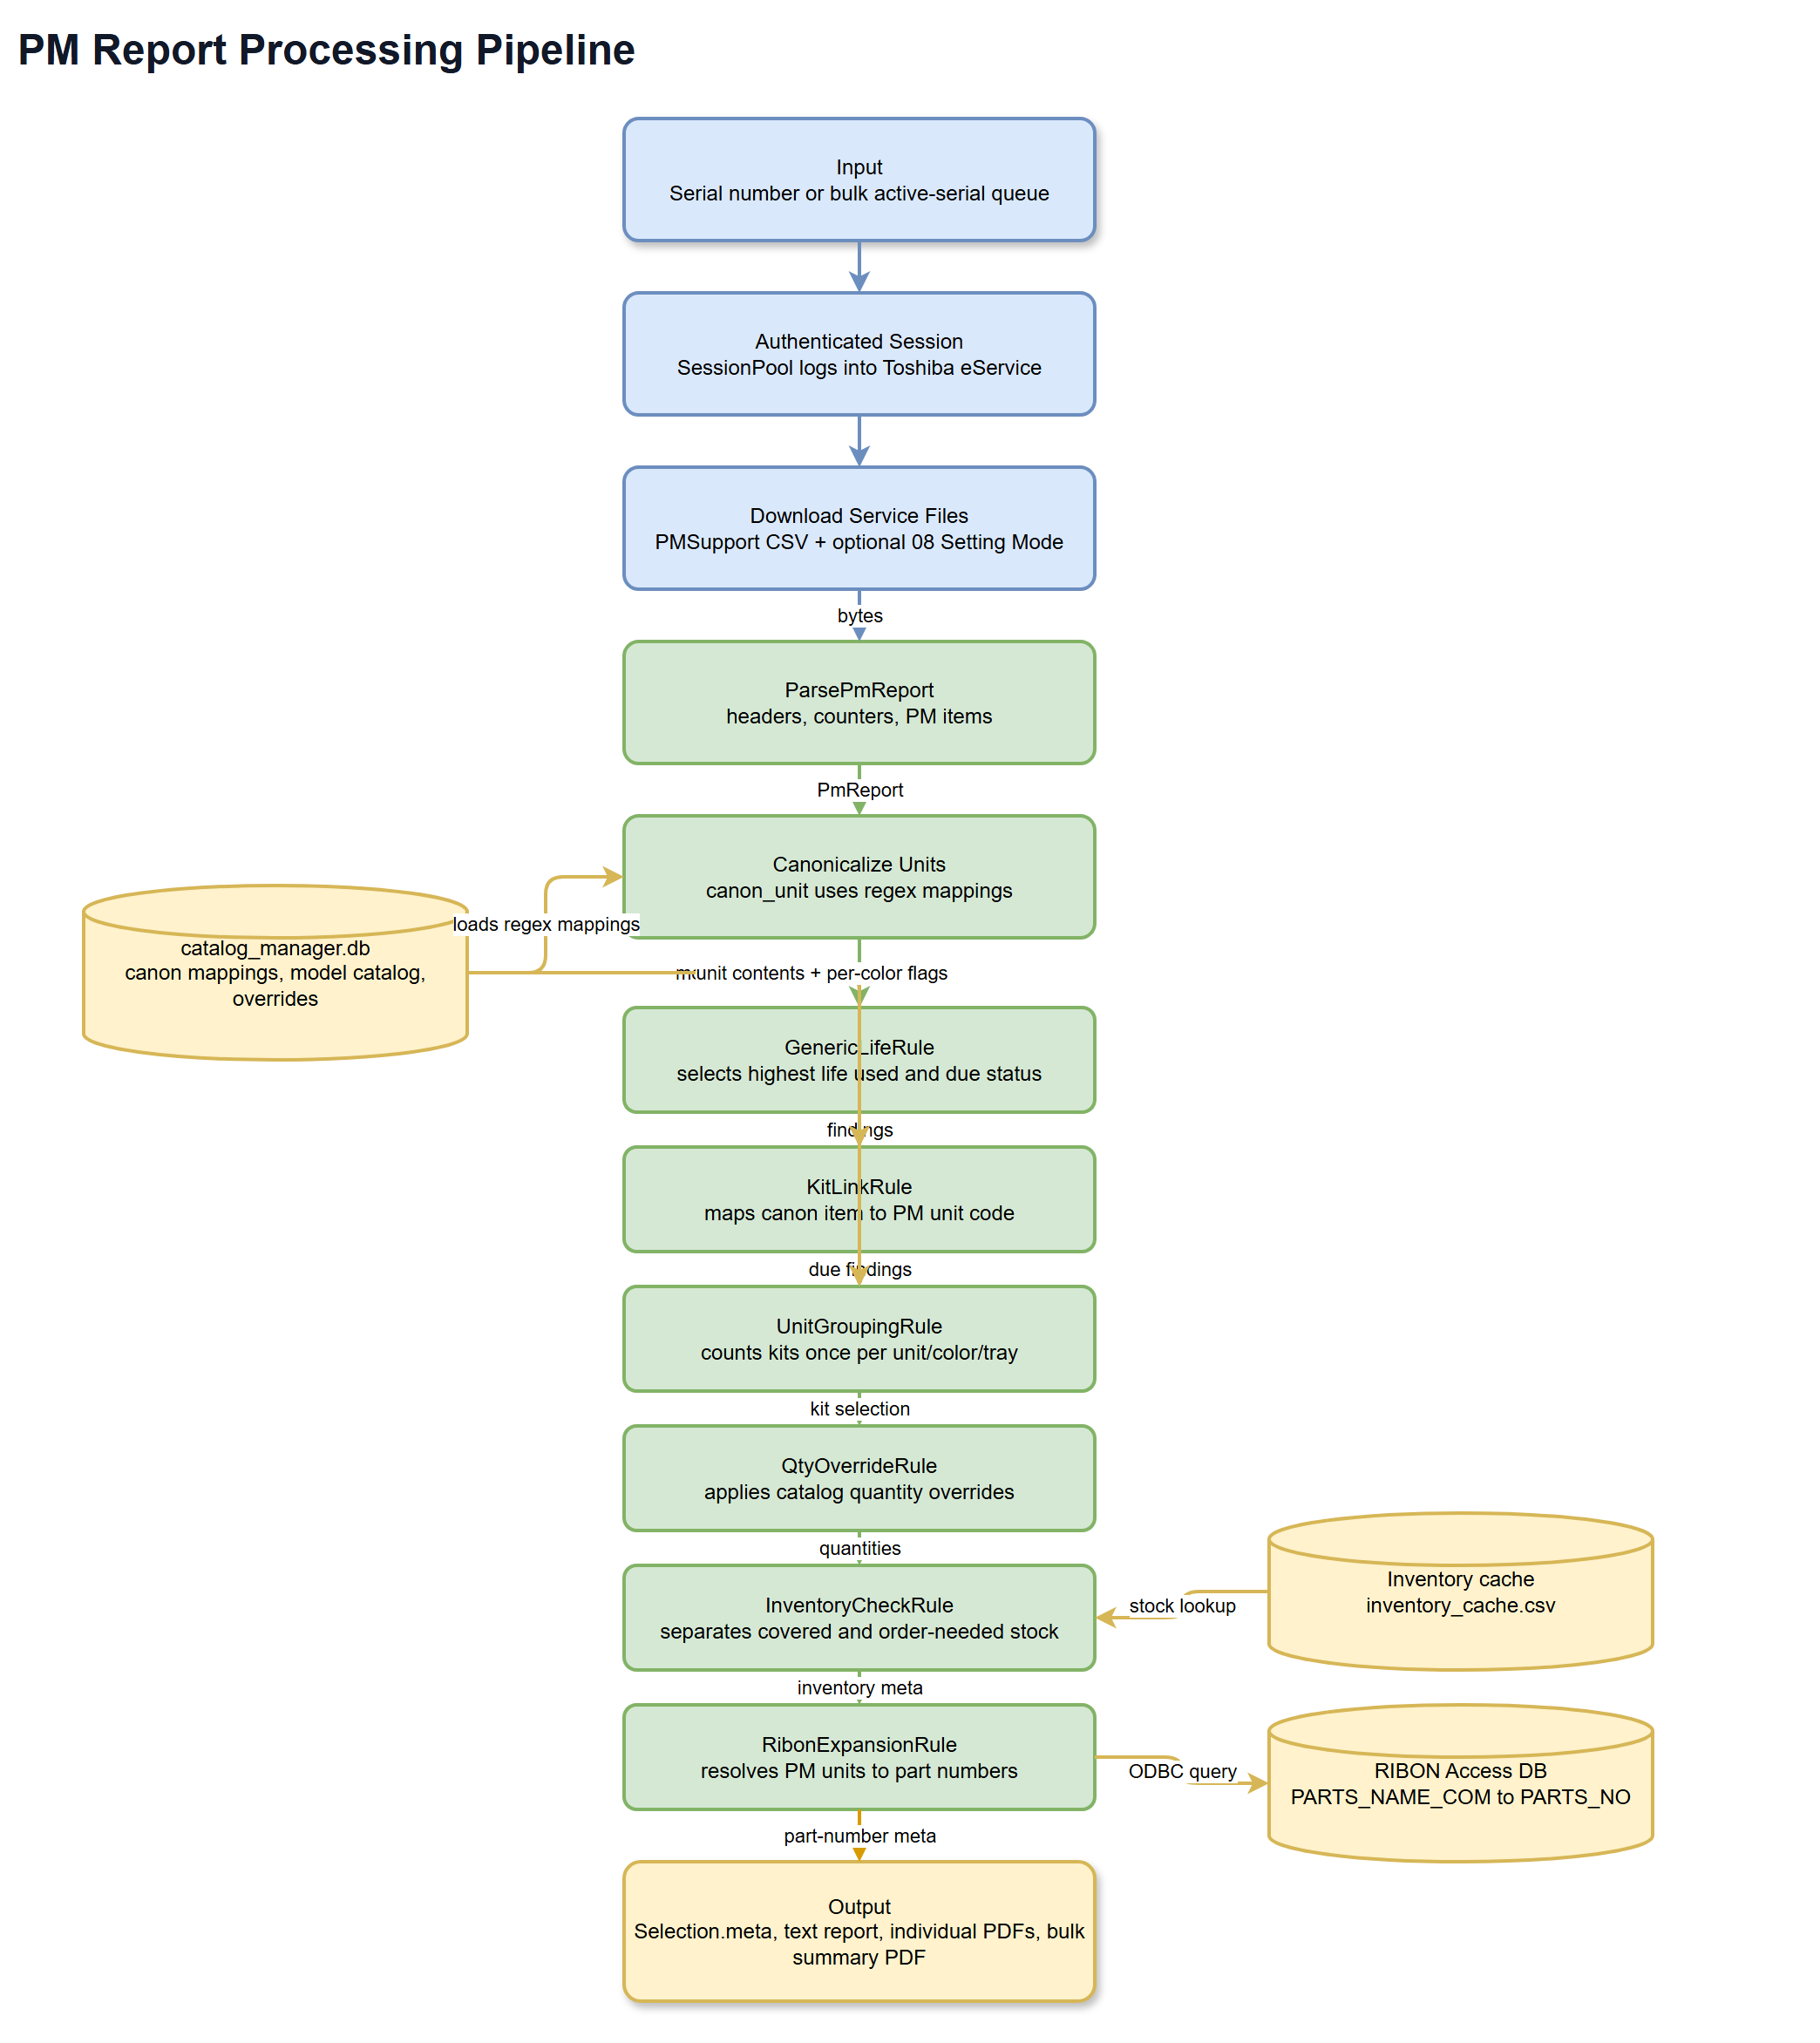 PM Report Processing Pipeline
Input
Serial number or bulk active-serial queue
Authenticated Session
SessionPool logs into Toshiba eService
Download Service Files
PMSupport CSV + optional 08 Setting Mode
bytes
ParsePmReport
headers, counters, PM items
PmReport
Canonicalize Units
canon_unit uses regex mappings
loads regex mappings
catalog_manager.db
canon mappings, model catalog,
overrides
unit contents + per-color flags
GenericLifeRule
selects highest life used and due status
findings
KitLinkRule
maps canon item to PM unit code
due findings
UnitGroupingRule
counts kits once per unit/color/tray
kit selection
QtyOverrideRule
applies catalog quantity overrides
quantities
InventoryCheckRule
separates covered and order-needed stock
stock lookup
Inventory cache
inventory_cache.csv
inventory meta
RibonExpansionRule
resolves PM units to part numbers
ODBC query
RIBON Access DB
PARTS_NAME_COM to PARTS_NO
part-number meta
Output
Selection.meta, text report, individual PDFs, bulk
summary PDF